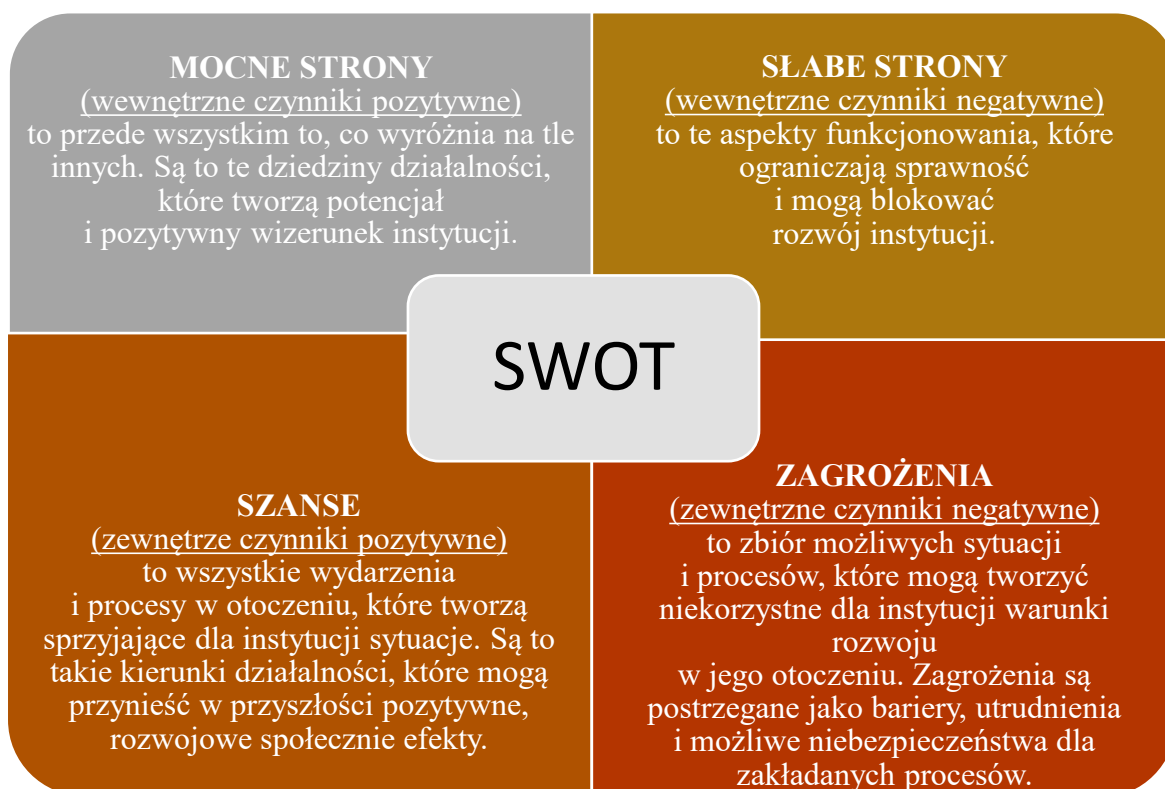 MOCNE STRONY
(wewnętrzne czynniki pozytywne)
to przede wszystkim to, co wyróżnia na tle
innych. Są to te dziedziny działalności,
które tworzą potencjał
i pozytywny wizerunek instytucji.
SŁABE STRONY
(wewnętrzne czynniki negatywne)
to te aspekty funkcjonowania, które
ograniczają sprawność
i mogą blokować
rozwój instytucji.
SWOT
SZANSE
(zewnętrze czynniki pozytywne)
to wszystkie wydarzenia
i procesy w otoczeniu, które tworzą
sprzyjające dla instytucji sytuacje. Są to
takie kierunki działalności, które mogą
przynieść w przyszłości pozytywne,
rozwojowe społecznie efekty.
ZAGROŻENIA
(zewnętrzne czynniki negatywne)
to zbiór możliwych sytuacji
i procesów, które mogą tworzyć
niekorzystne dla instytucji warunki
rozwoju
w jego otoczeniu. Zagrożenia są
postrzegane jako bariery, utrudnienia
i możliwe niebezpieczeństwa dla
zakładanych procesów.